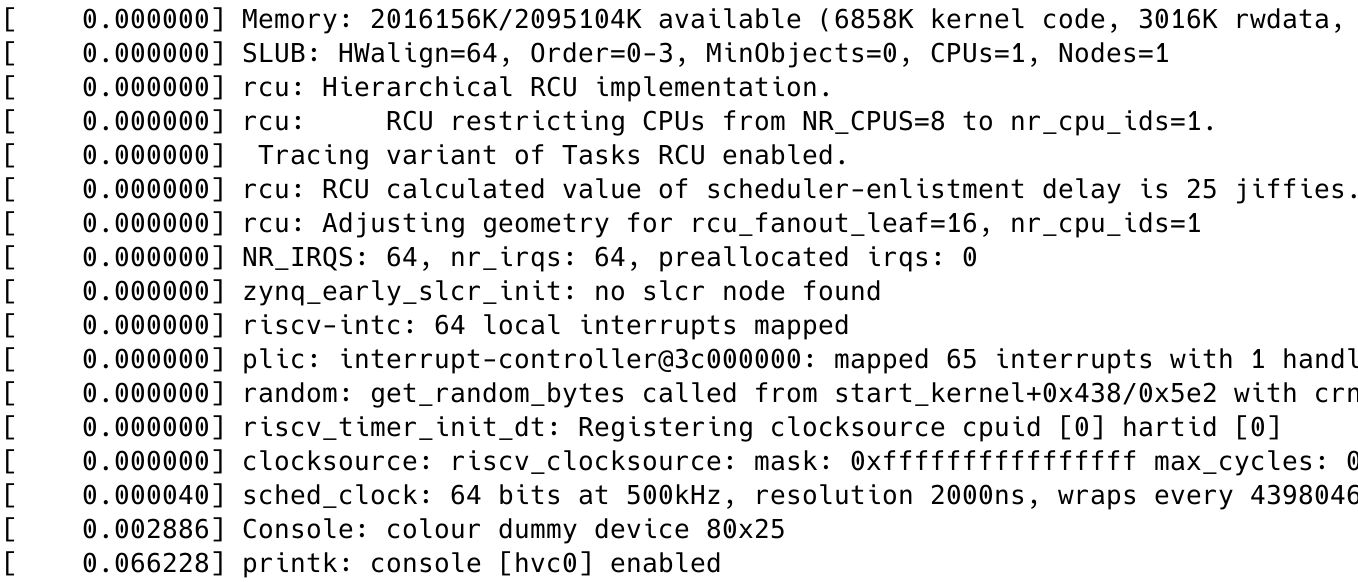 [    0.000000] Memory: 2016156K/2095104K available (6858K kernel code, 3016K rwdata,
[    0.000000] SLUB: HWalign=64, Order=0-3, MinObjects=0, CPUs=1, Nodes=1
[    0.000000] rcu: Hierarchical RCU implementation.
[    0.000000] rcu:     RCU restricting CPUs from NR_CPUS=8 to nr_cpu_ids=1.
[    0.000000]  Tracing variant of Tasks RCU enabled.
[    0.000000] rcu: RCU calculated value of scheduler-enlistment delay is 25 jiffies.
[    0.000000] rcu: Adjusting geometry for rcu_fanout_leaf=16, nr_cpu_ids=1
[    0.000000] NR_IRQS: 64, nr_irqs: 64, preallocated irqs: 0
[    0.000000] zynq_early_slcr_init: no slcr node found
[    0.000000] riscv-intc: 64 local interrupts mapped
[    0.000000] plic: interrupt-controller@3c000000: mapped 65 interrupts with 1 handl
[    0.000000] random: get_random_bytes called from start_kernel+0x438/0x5e2 with crn
[    0.000000] riscv_timer_init_dt: Registering clocksource cpuid [0] hartid [0]
[    0.000000] clocksource: riscv_clocksource: mask: 0xffffffffffffffff max_cycles: 0
[    0.000040] sched_clock: 64 bits at 500kHz, resolution 2000ns, wraps every 4398046
[    0.002886] Console: colour dummy device 80x25
[    0.066228] printk: console [hvc0] enabled